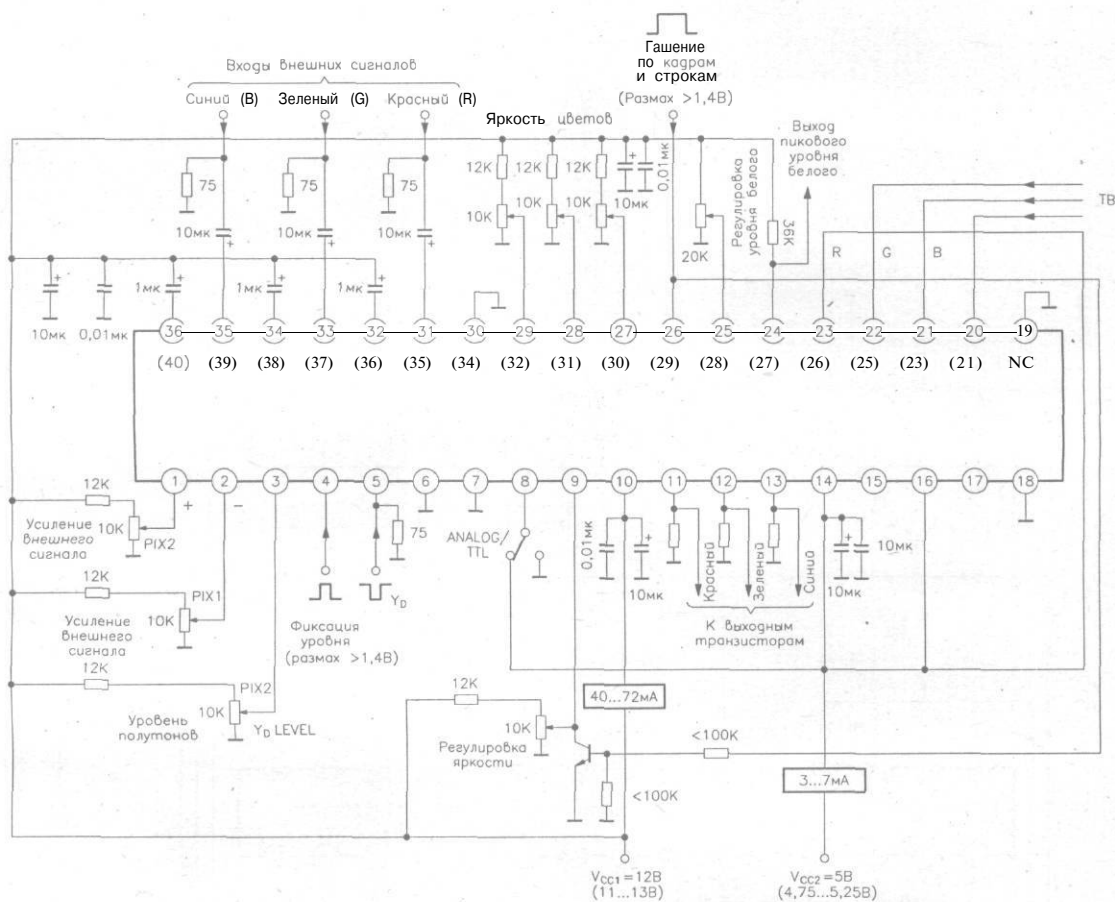 Гашение
по кадрам
и строкам
(Размах >1,4В)
Входы внешних сигналов
Синий (B) Зеленый (G) Красный (R)
Яркость цветов
Выход
пикового
уровня
белого
75 75 75
12K 12K 12K
10K 10K 10K
10мк 0,01мк
Регулировка
уровня белого
20K
36K
ТВ
R G B
10мк 10мк 10мк
1мк 1мк 1мк
10мк 0,01мк
36 35 34 33 32 31 30 29 28 27 26 25 24 23 22 21 20 19
(40) (39) (38) (37) (36) (35) (34) (32) (31) (30) (29) (28) (27) (26) (25) (23) (21) NC
1 2 3 4 5 6 7 8 9 10 11 12 13 14 15 16 17 18
+ −
12K
10K
Усиление
внешнего
сигнала
PIX2
12K
PIX1
10K
Усиление
внешнего
сигнала
12K
PIX2
10K
Уровень
полутонов
YD LEVEL
75
YD
Фиксация
уровня
(размах >1,4В)
ANALOG/
TTL
0,01мк
10мк
Красный
Зеленый
Синий
К выходным
транзисторам
10мк
10мк
40...72мА
12K
10K
Регулировка
яркости
<100K
<100K
3...7мА
VCC1=12В
(11...13В)
VCC2=5В
(4,75...5,25В)